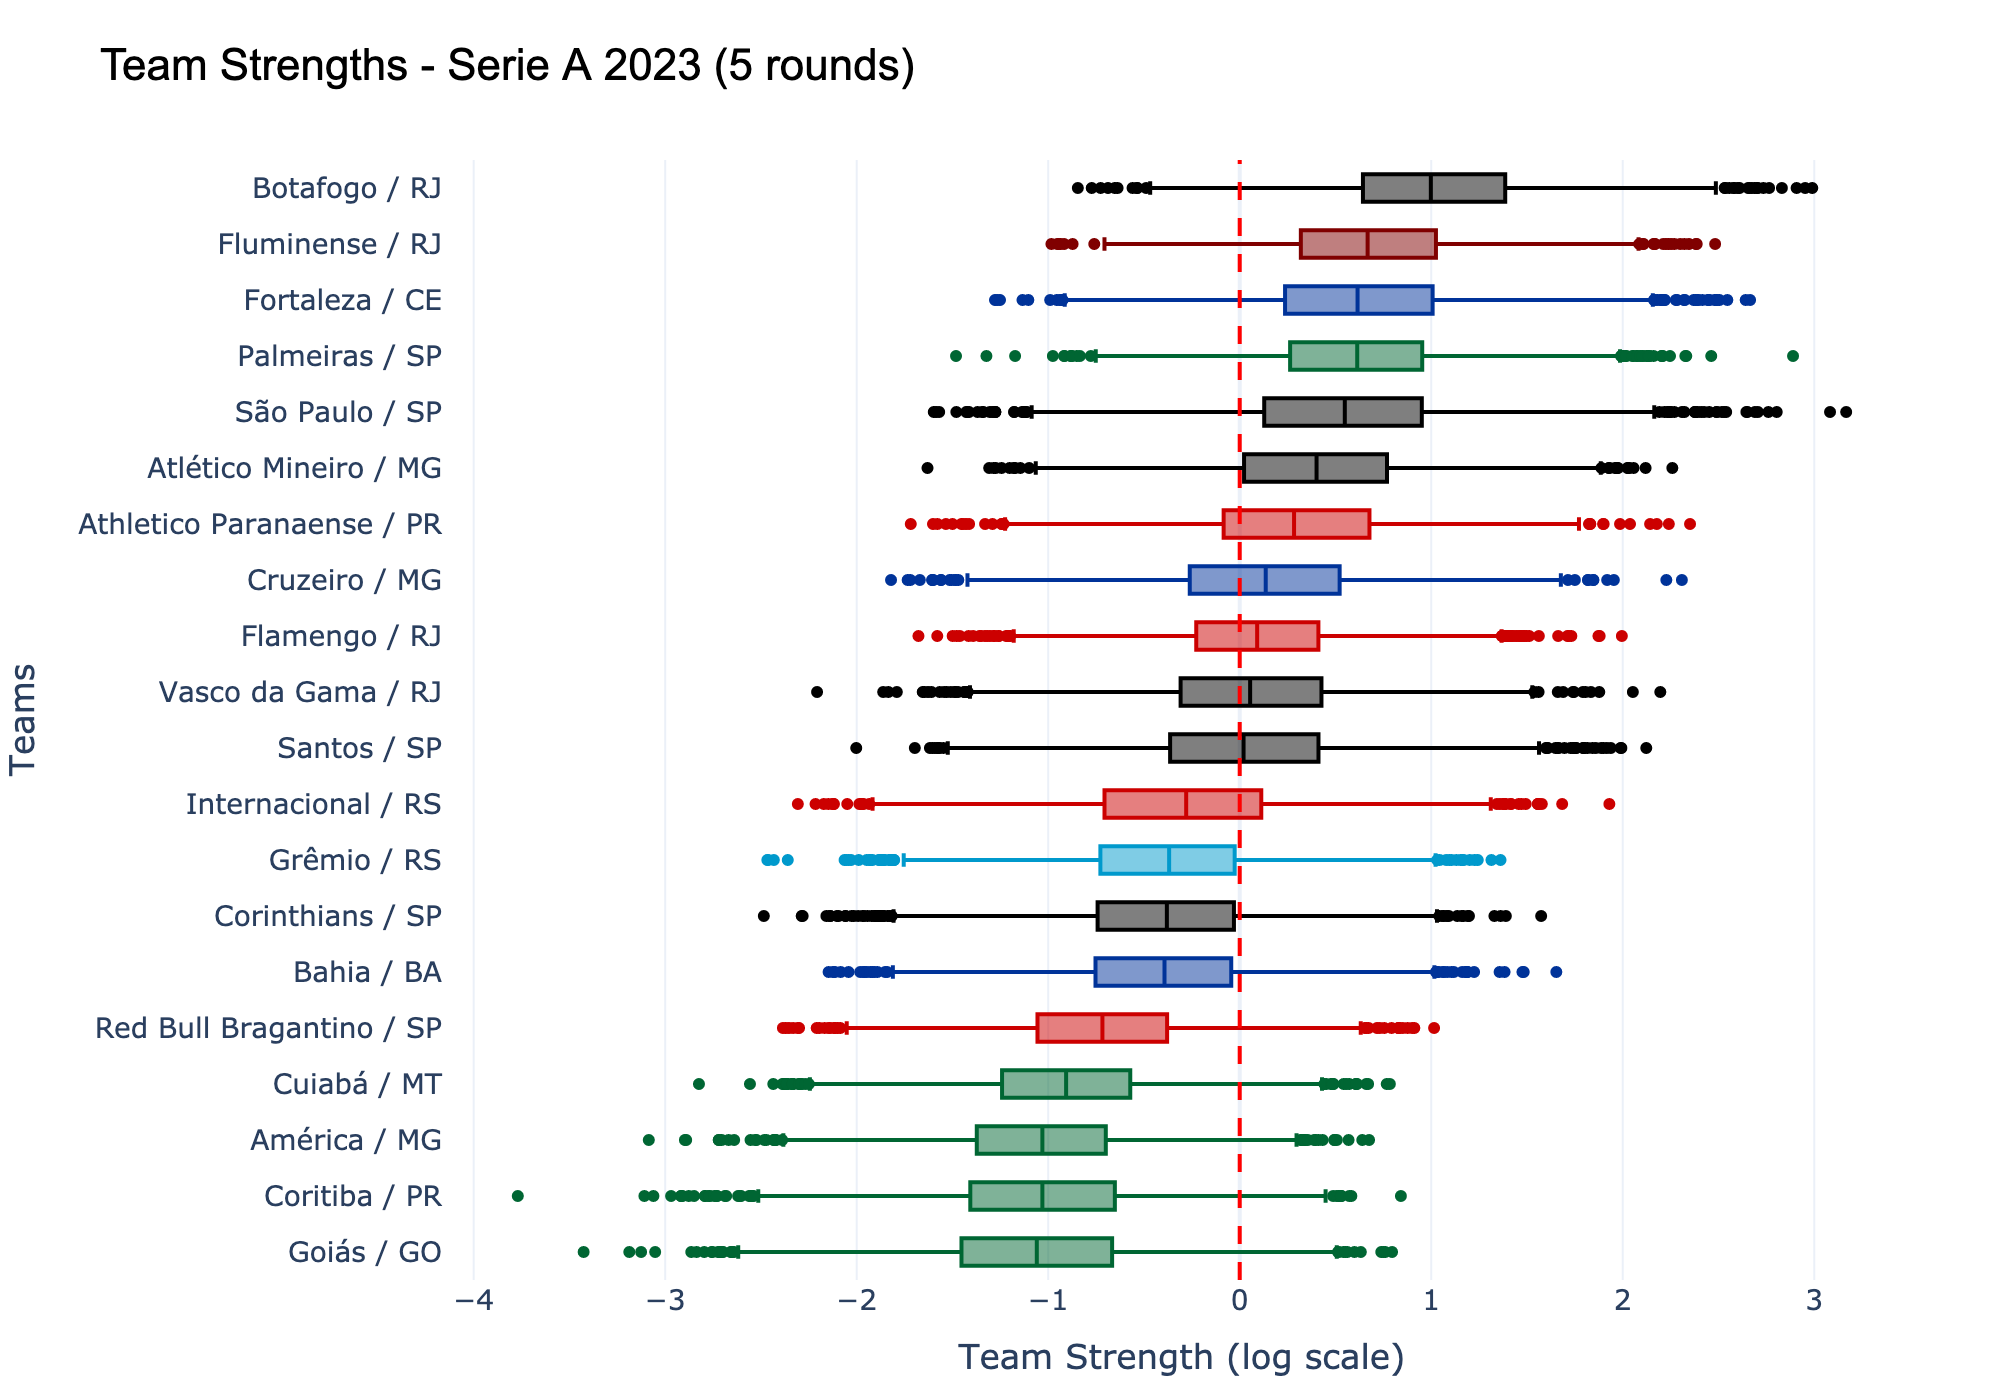 Team Strengths - Serie A 2023 (5 rounds)
Teams
Botafogo / RJ
Fluminense / RJ
Fortaleza / CE
Palmeiras / SP
São Paulo / SP
Atlético Mineiro / MG
Athletico Paranaense / PR
Cruzeiro / MG
Flamengo / RJ
Vasco da Gama / RJ
Santos / SP
Internacional / RS
Grêmio / RS
Corinthians / SP
Bahia / BA
Red Bull Bragantino / SP
Cuiabá / MT
América / MG
Coritiba / PR
Goiás / GO
−4 −3 −2 −1 0 1 2 3
Team Strength (log scale)